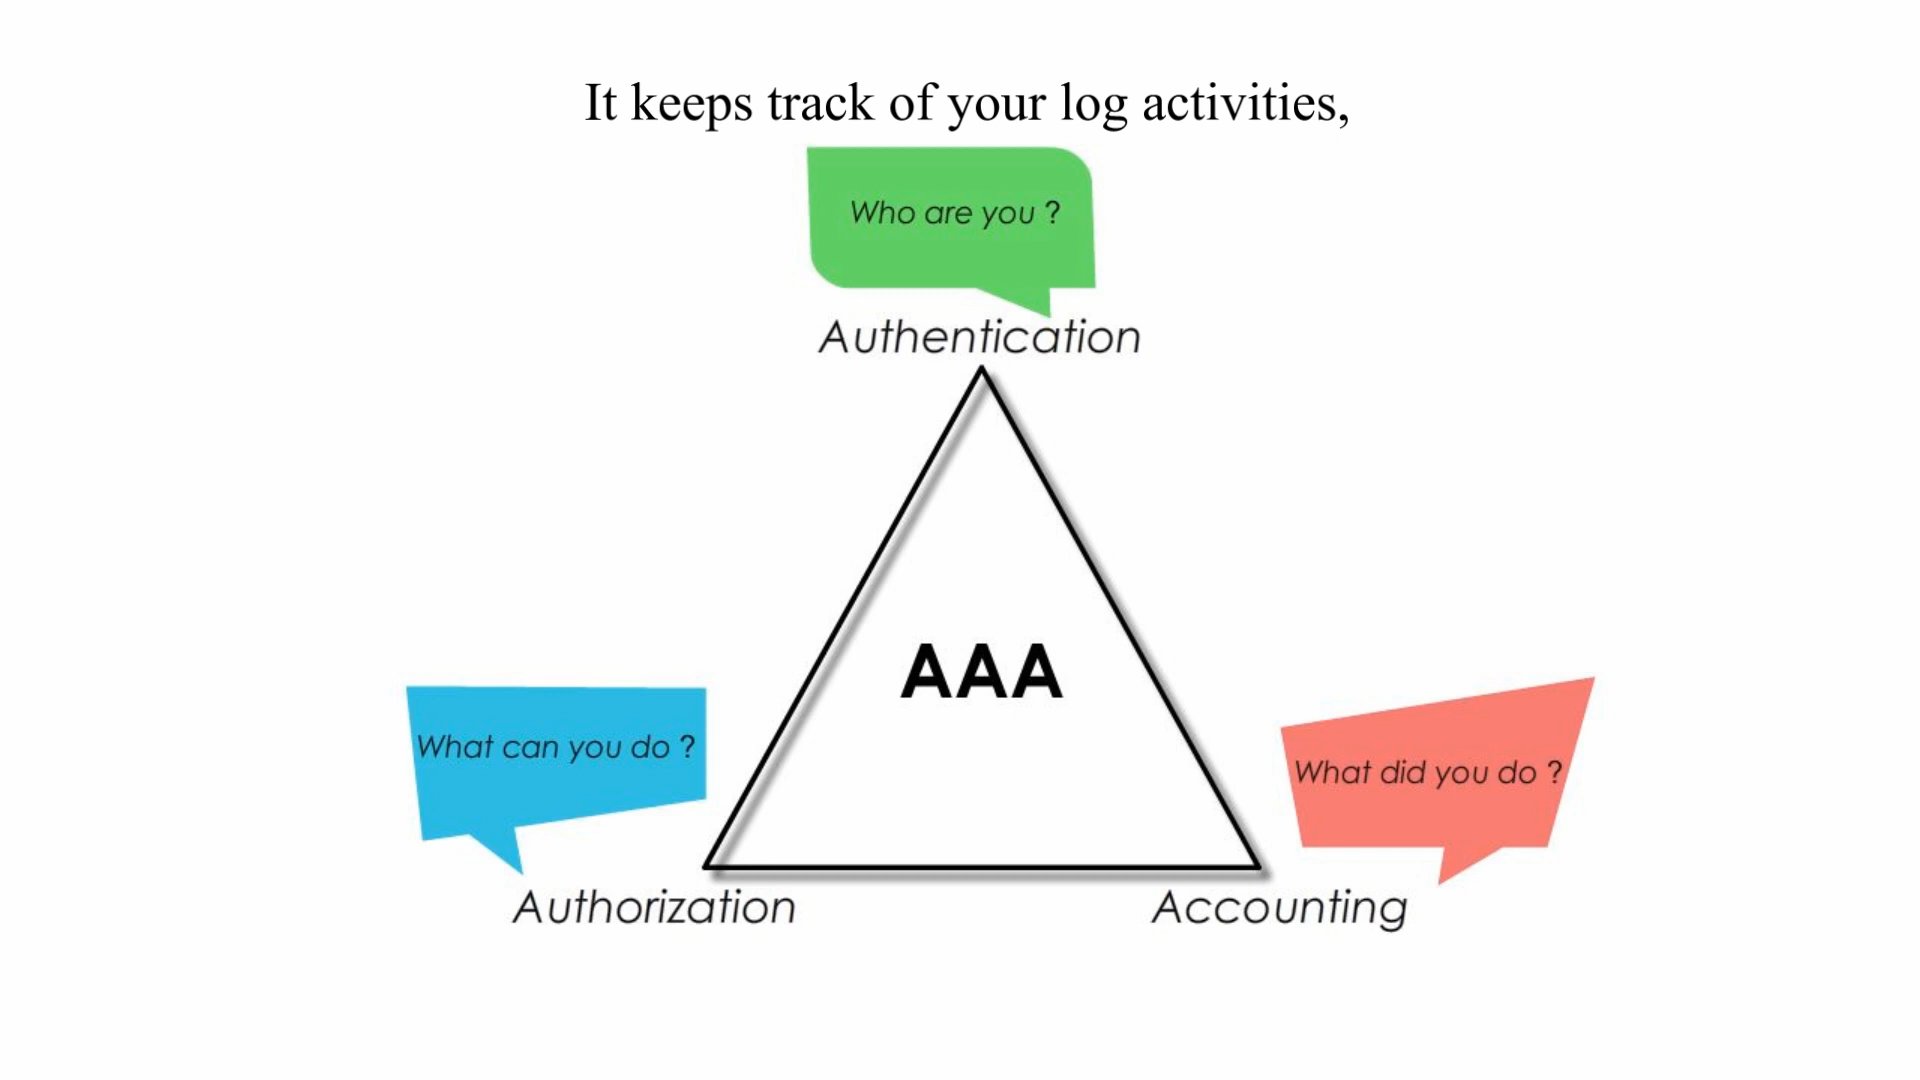 It keeps track of your log activities,
Who are you ?
Authentication
AAA
What can you do ?
What did you do ?
Authorization
Accounting